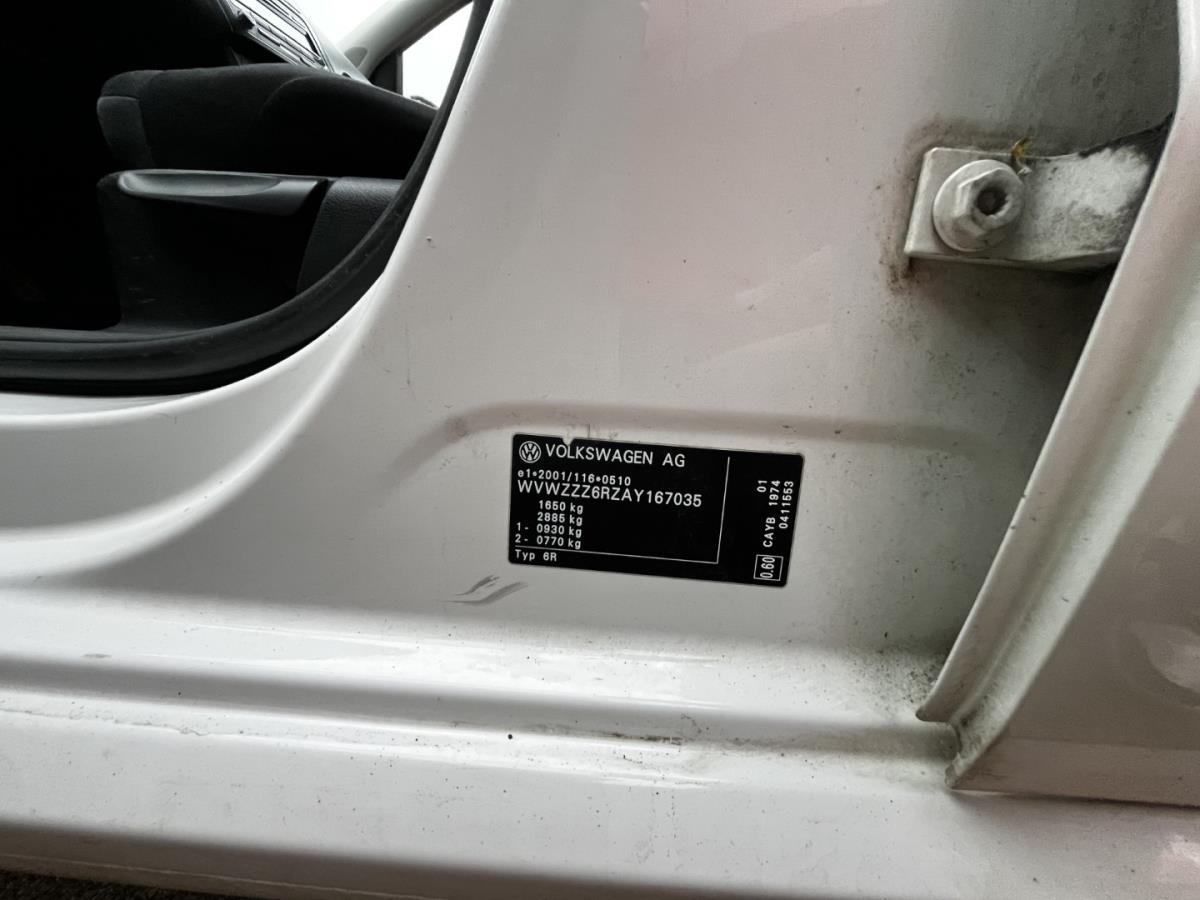 VOLKSWAGEN AG
e1*2001/116*0510
WVWZZZ6RZAY167035
1650 kg
2885 kg
1- 0930 kg
2- 0770 kg
Typ 6R
01
CAYB 1974
0411553
0.60